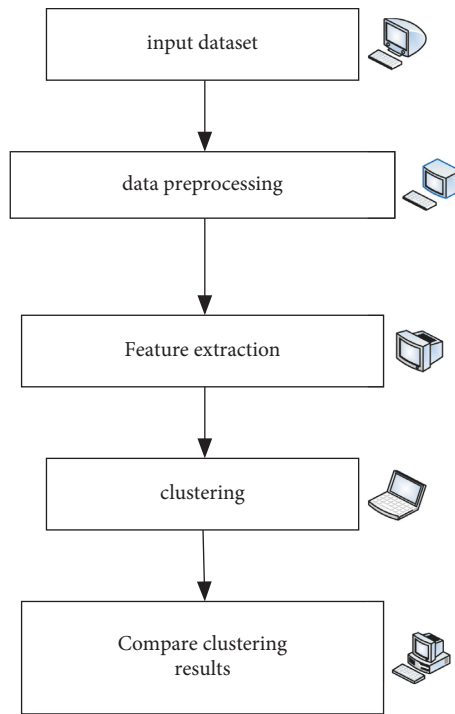 input dataset
data preprocessing
Feature extraction
clustering
Compare clustering
results